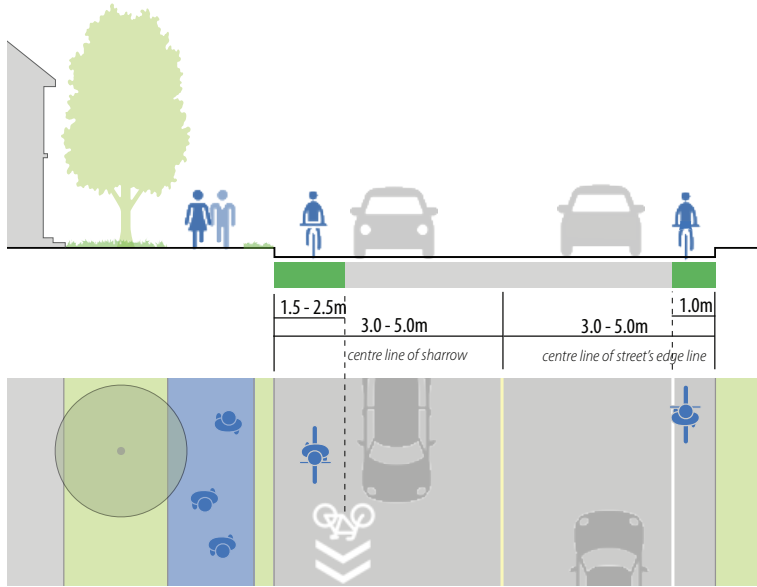 1.5 - 2.5m
1.0m
3.0 - 5.0m
3.0 - 5.0m
centre line of sharrow
centre line of street's edge line